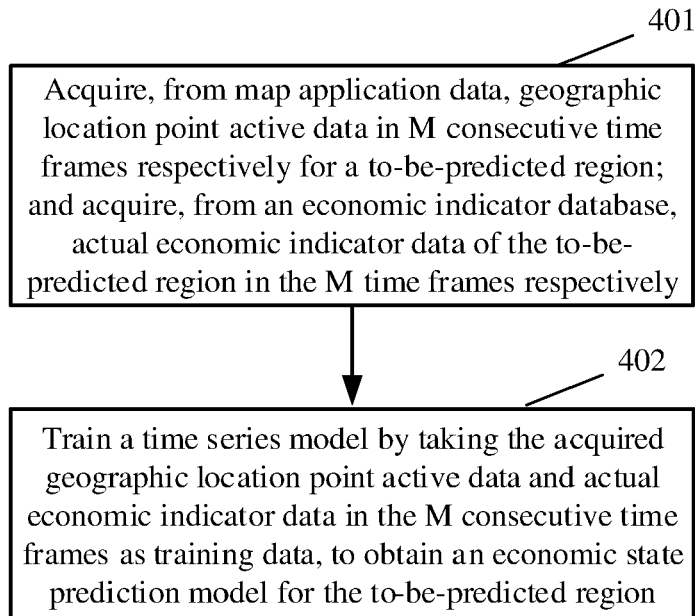 401
Acquire, from map application data, geographic
location point active data in M consecutive time
frames respectively for a to-be-predicted region;
and acquire, from an economic indicator database,
actual economic indicator data of the to-be-
predicted region in the M time frames respectively
402
Train a time series model by taking the acquired
geographic location point active data and actual
economic indicator data in the M consecutive time
frames as training data, to obtain an economic state
prediction model for the to-be-predicted region